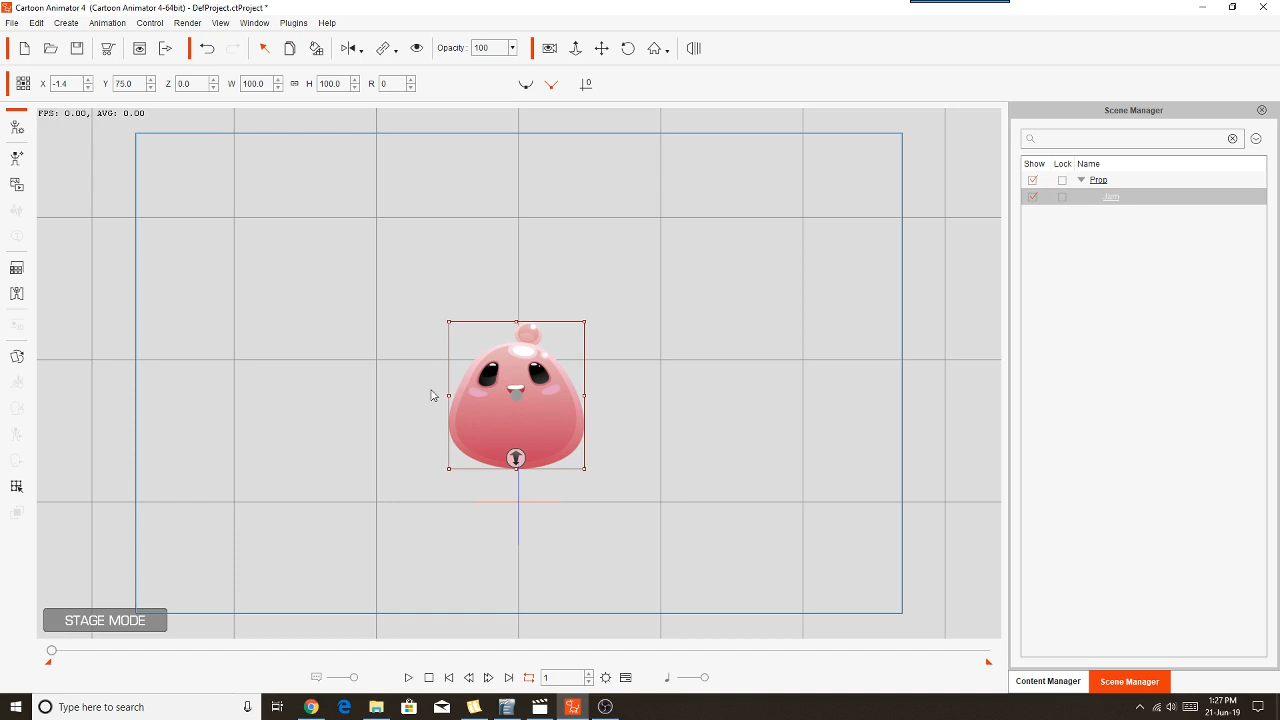 Cartoon Animator 4 (Cartoon Animator 4-64bit) - DefProject.ctProject *
File Edit Create Animation Control Render View Window Plugins Help
Opacity : 100
X -1.4 Y 75.0 Z 0.0 W 100.0 H 100.0 R 0
FPS: 0.00, AVG: 0.00
Scene Manager
Show Lock Name
Prop
Jam
STAGE MODE
1
Content Manager Scene Manager
Type here to search
1:27 PM
21-Jun-19